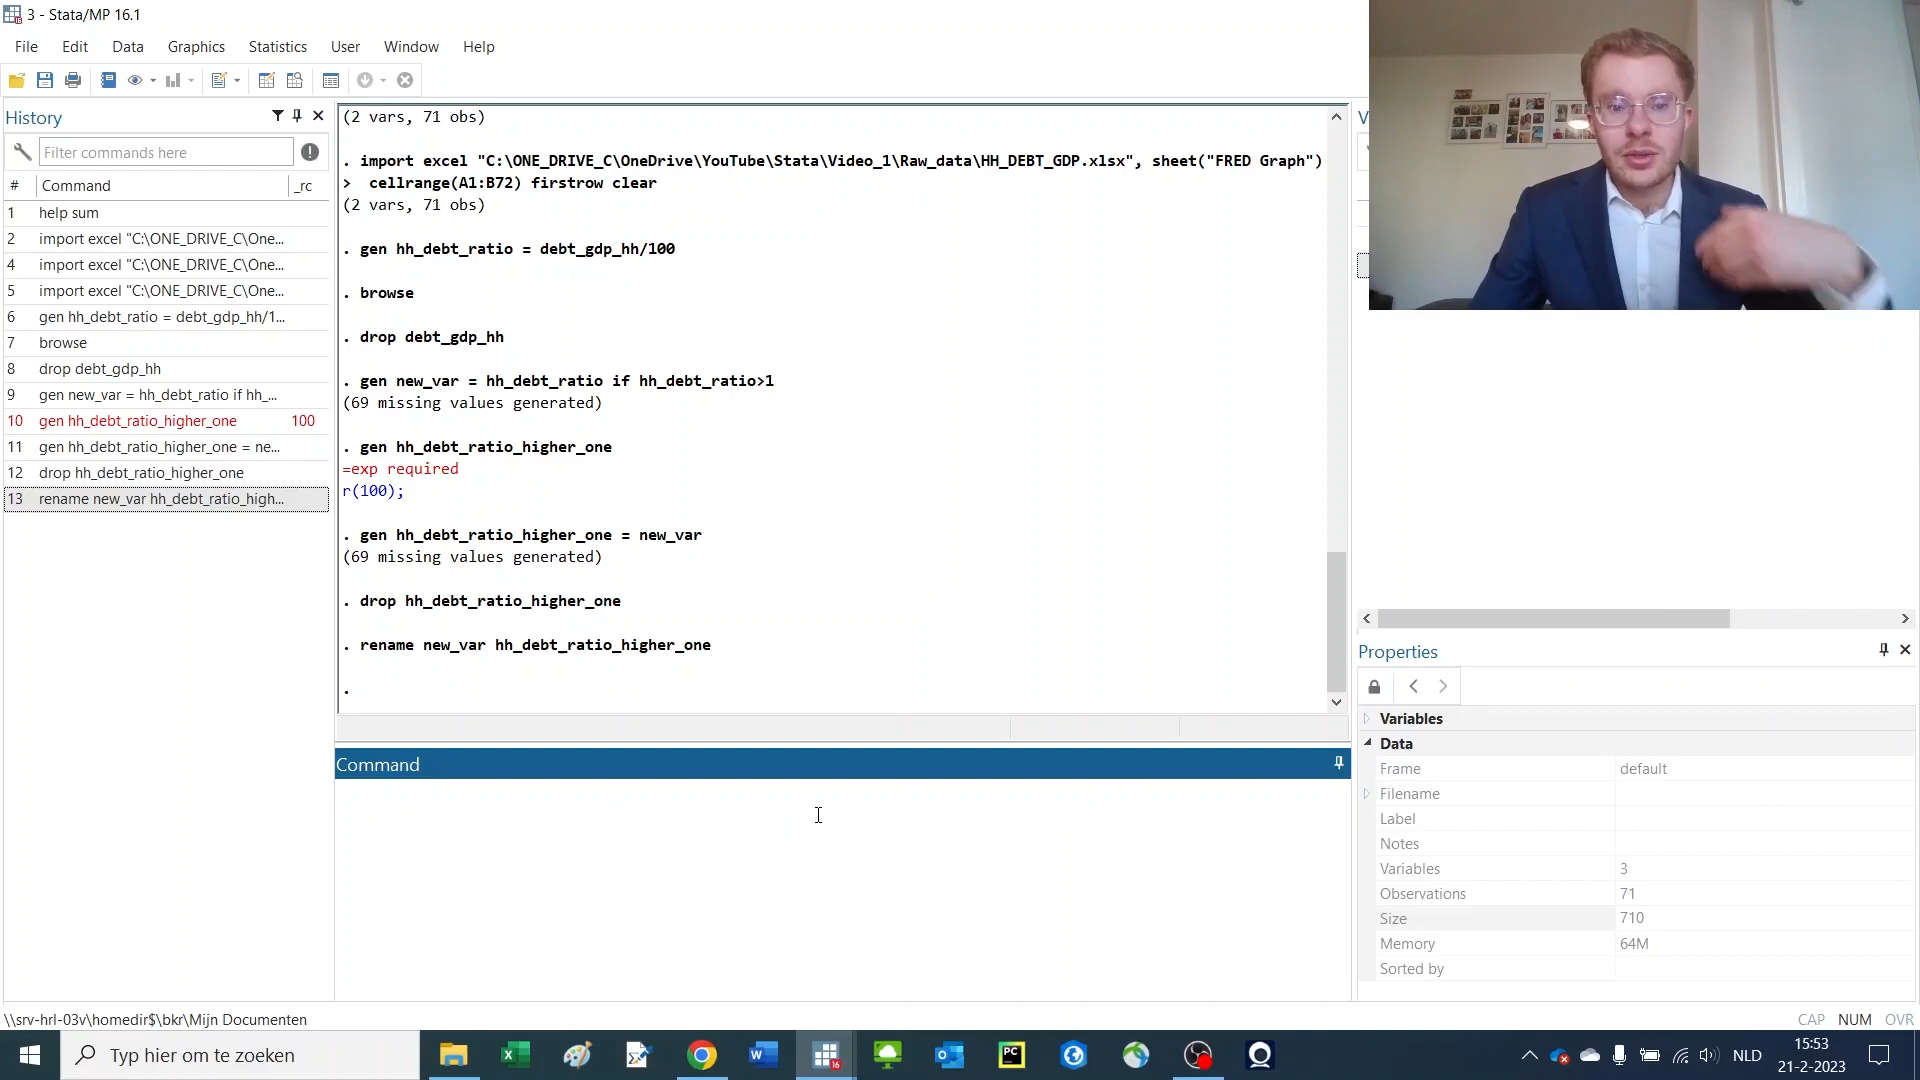 3 - Stata/MP 16.1
File Edit Data Graphics Statistics User Window Help
History
Filter commands here
# Command _rc
1 help sum
2 import excel "C:\ONE_DRIVE_C\One...
4 import excel "C:\ONE_DRIVE_C\One...
5 import excel "C:\ONE_DRIVE_C\One...
6 gen hh_debt_ratio = debt_gdp_hh/1...
7 browse
8 drop debt_gdp_hh
9 gen new_var = hh_debt_ratio if hh_...
10 gen hh_debt_ratio_higher_one 100
11 gen hh_debt_ratio_higher_one = ne...
12 drop hh_debt_ratio_higher_one
13 rename new_var hh_debt_ratio_high...
(2 vars, 71 obs)
. import excel "C:\ONE_DRIVE_C\OneDrive\YouTube\Stata\Video_1\Raw_data\HH_DEBT_GDP.xlsx", sheet("FRED Graph")
> cellrange(A1:B72) firstrow clear
(2 vars, 71 obs)
. gen hh_debt_ratio = debt_gdp_hh/100
. browse
. drop debt_gdp_hh
. gen new_var = hh_debt_ratio if hh_debt_ratio>1
(69 missing values generated)
. gen hh_debt_ratio_higher_one
=exp required
r(100);
. gen hh_debt_ratio_higher_one = new_var
(69 missing values generated)
. drop hh_debt_ratio_higher_one
. rename new_var hh_debt_ratio_higher_one
.
Command
V
Properties
Variables
Data
Frame default
Filename
Label
Notes
Variables 3
Observations 71
Size 710
Memory 64M
Sorted by
\\srv-hrl-03v\homedir$\bkr\Mijn Documenten
CAP NUM OVR
Typ hier om te zoeken
16
PC
NLD
15:53
21-2-2023